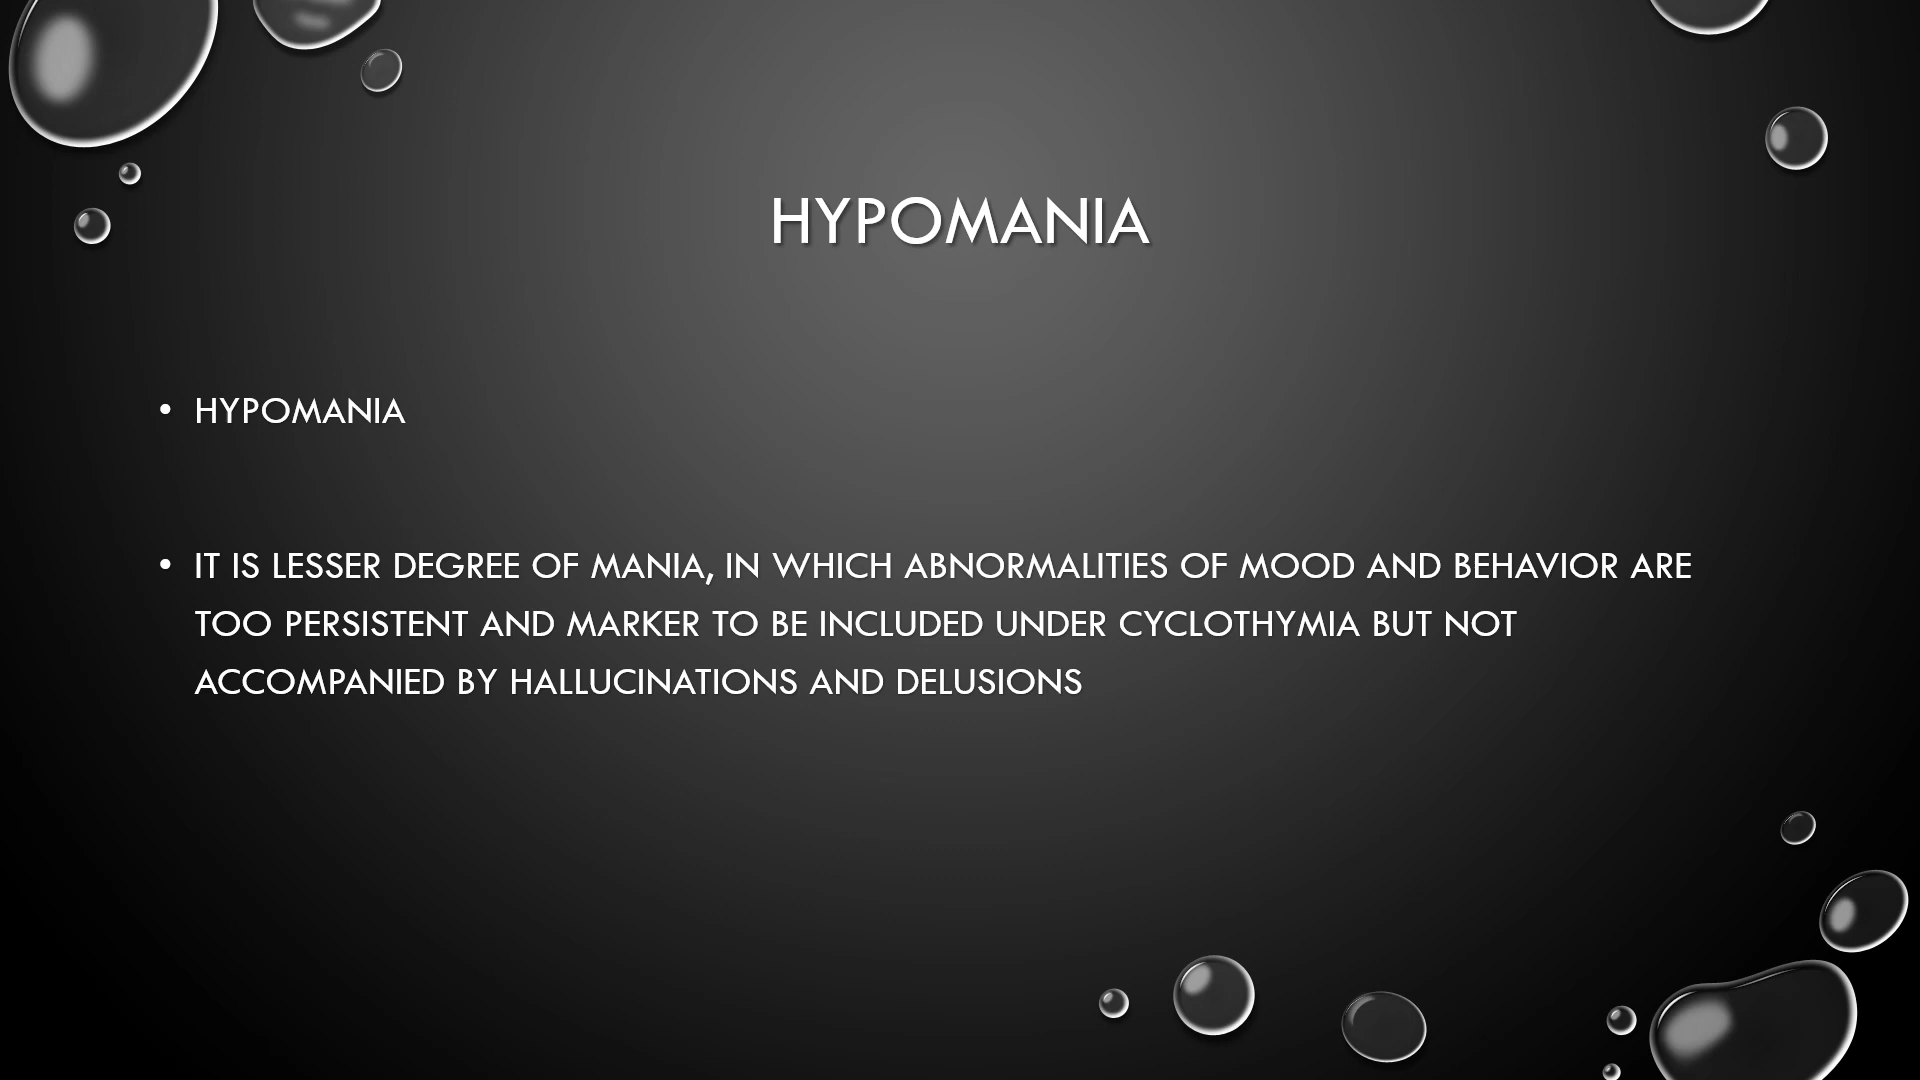 HYPOMANIA
• HYPOMANIA
• IT IS LESSER DEGREE OF MANIA, IN WHICH ABNORMALITIES OF MOOD AND BEHAVIOR ARE
TOO PERSISTENT AND MARKER TO BE INCLUDED UNDER CYCLOTHYMIA BUT NOT
ACCOMPANIED BY HALLUCINATIONS AND DELUSIONS